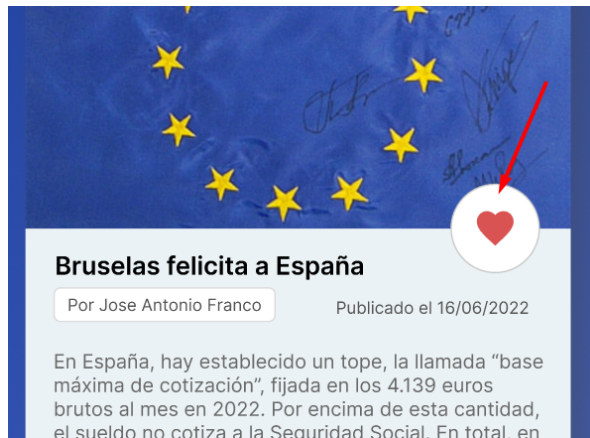 Bruselas felicita a España
Por Jose Antonio Franco
Publicado el 16/06/2022
En España, hay establecido un tope, la llamada “base
máxima de cotización”, fijada en los 4.139 euros
brutos al mes en 2022. Por encima de esta cantidad,
el sueldo no cotiza a la Seguridad Social. En total, en